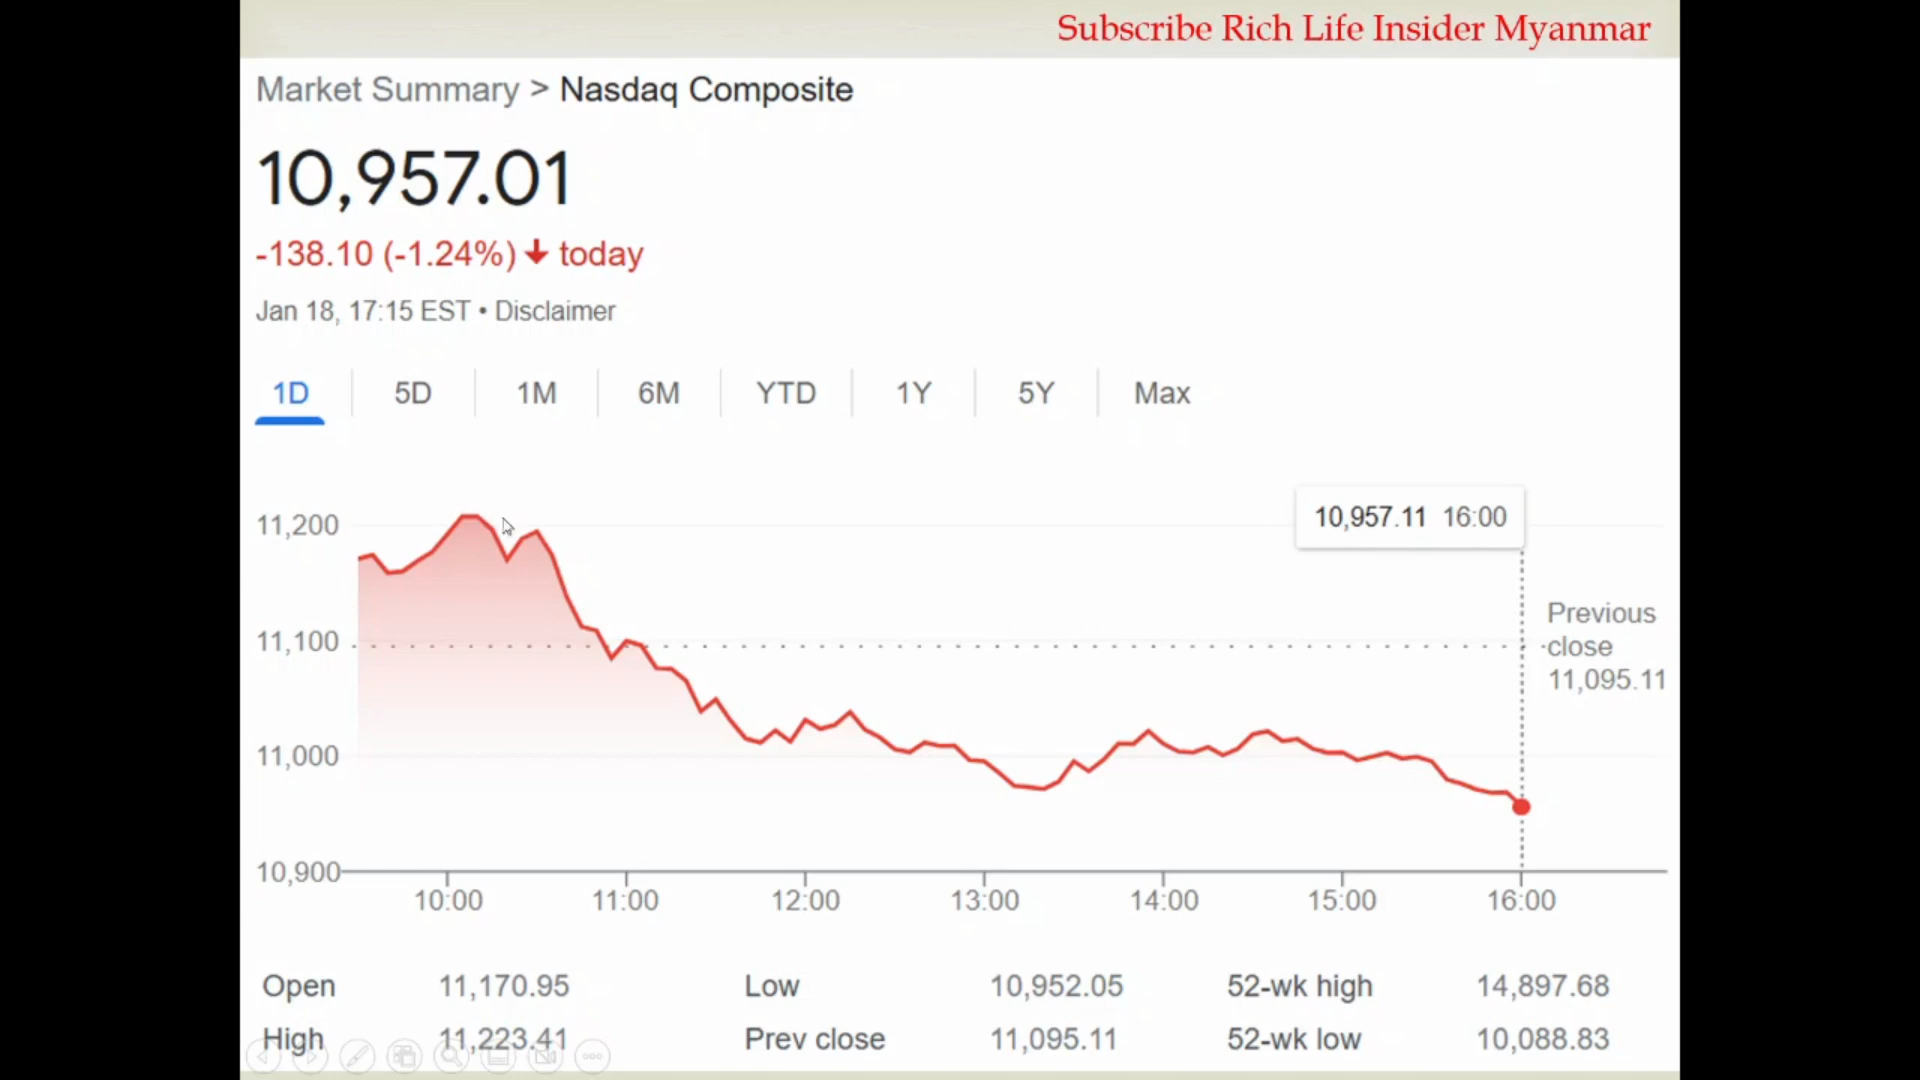 Subscribe Rich Life Insider Myanmar
Market Summary > Nasdaq Composite
10,957.01
-138.10 (-1.24%) ↓ today
Jan 18, 17:15 EST • Disclaimer
1D 5D 1M 6M YTD 1Y 5Y Max
10,957.11 16:00
11,200
11,100
11,000
10,900
Previous
close
11,095.11
10:00 11:00 12:00 13:00 14:00 15:00 16:00
Open 11,170.95 Low 10,952.05 52-wk high 14,897.68
High 11,223.41 Prev close 11,095.11 52-wk low 10,088.83